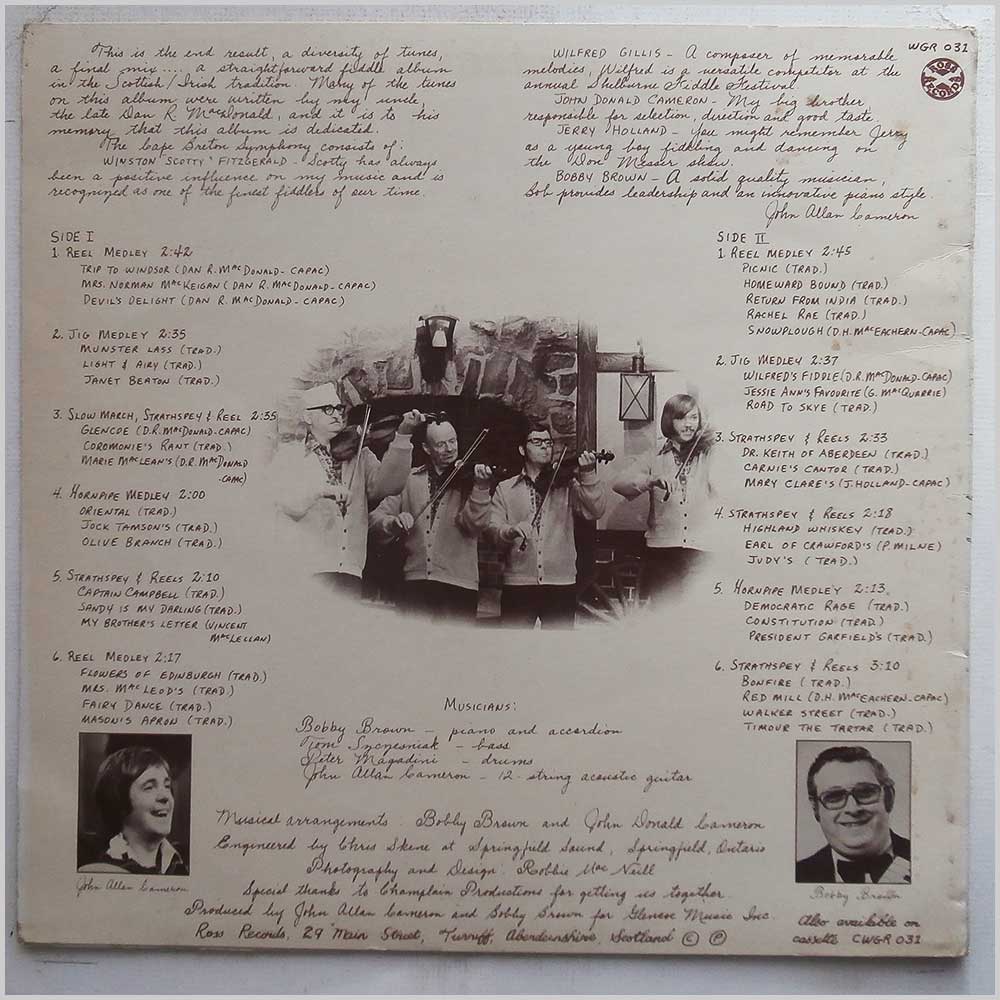 This is the end result, a diversity of tunes,
a final mix.... a straightforward fiddle album
in the Scottish/Irish tradition. Many of the tunes
on this album were written by my uncle,
the late Dan R. MacDonald, and it is to his
memory that this album is dedicated.
The Cape Breton Symphony consists of:
WINSTON "SCOTTY" FITZGERALD - Scotty has always
been a positive influence on my music and is
recognized as one of the finest fiddlers of our time.
WILFRED GILLIS - A composer of memorable
melodies, Wilfred is a versatile competitor at the
annual Shelburne Fiddle Festival.
JOHN DONALD CAMERON - My big brother,
responsible for selection, direction and good taste.
JERRY HOLLAND - You might remember Jerry
as a young boy fiddling and dancing on
the Don Messer show.
BOBBY BROWN - A solid quality musician,
Bob provides leadership and an innovative piano style.
John Allan Cameron
WGR 031
ROSS
RECORDS
SIDE I
1. REEL MEDLEY 2:42
TRIP TO WINDSOR (DAN R. MACDONALD - CAPAC)
MRS. NORMAN MACKEIGAN (DAN R. MACDONALD - CAPAC)
DEVIL'S DELIGHT (DAN R. MACDONALD - CAPAC)
2. JIG MEDLEY 2:35
MUNSTER LASS (TRAD.)
LIGHT & AIRY (TRAD.)
JANET BEATON (TRAD.)
3. SLOW MARCH, STRATHSPEY & REEL 2:35
GLENCOE (D.R. MACDONALD - CAPAC)
COROMONIE'S RANT (TRAD.)
MARIE MACLEAN'S (D.R. MACDONALD
-CAPAC)
4. HORNPIPE MEDLEY 2:00
ORIENTAL (TRAD.)
JOCK TAMSON'S (TRAD.)
OLIVE BRANCH (TRAD.)
5. STRATHSPEY & REELS 2:10
CAPTAIN CAMPBELL (TRAD.)
SANDY IS MY DARLING (TRAD.)
MY BROTHER'S LETTER (VINCENT
MACLELLAN)
6. REEL MEDLEY 2:17
FLOWERS OF EDINBURGH (TRAD.)
MRS. MACLEOD'S (TRAD.)
FAIRY DANCE (TRAD.)
MASON'S APRON (TRAD.)
SIDE II
1. REEL MEDLEY 2:45
PICNIC (TRAD.)
HOMEWARD BOUND (TRAD.)
RETURN FROM INDIA (TRAD.)
RACHEL RAE (TRAD.)
SNOWPLOUGH (D.H. MACEACHERN - CAPAC)
2. JIG MEDLEY 2:37
WILFRED'S FIDDLE (D.R. MACDONALD - CAPAC)
JESSIE ANN'S FAVOURITE (G. MACQUARRIE)
ROAD TO SKYE (TRAD.)
3. STRATHSPEY & REELS 2:33
DR. KEITH OF ABERDEEN (TRAD.)
CARNIE'S CANTOR (TRAD.)
MARY CLARE'S (J. HOLLAND - CAPAC)
4. STRATHSPEY & REELS 2:18
HIGHLAND WHISKEY (TRAD.)
EARL OF CRAWFORD'S (P. MILNE)
JUDY'S (TRAD.)
5. HORNPIPE MEDLEY 2:13
DEMOCRATIC RAGE (TRAD.)
CONSTITUTION (TRAD.)
PRESIDENT GARFIELD'S (TRAD.)
6. STRATHSPEY & REELS 3:10
BONFIRE (TRAD.)
RED MILL (D.H. MACEACHERN - CAPAC)
WALKER STREET (TRAD.)
TIMOUR THE TARTAR (TRAD.)
MUSICIANS:
Bobby Brown - piano and accordion
Tom Szczesniak - bass
Peter Magadini - drums
John Allan Cameron - 12 string acoustic guitar
Musical arrangements: Bobby Brown and John Donald Cameron
Engineered by Chris Skene at Springfield Sound, Springfield, Ontario
Photography and Design: Robbie MacNeill
Special thanks to Champlain Productions for getting us together.
Produced by John Allan Cameron and Bobby Brown for Glencoe Music Inc.
Ross Records, 29 Main Street, Turriff, Aberdeenshire, Scotland © ℗
John Allan Cameron
Bobby Brown
Also available on
cassette CWGR 031